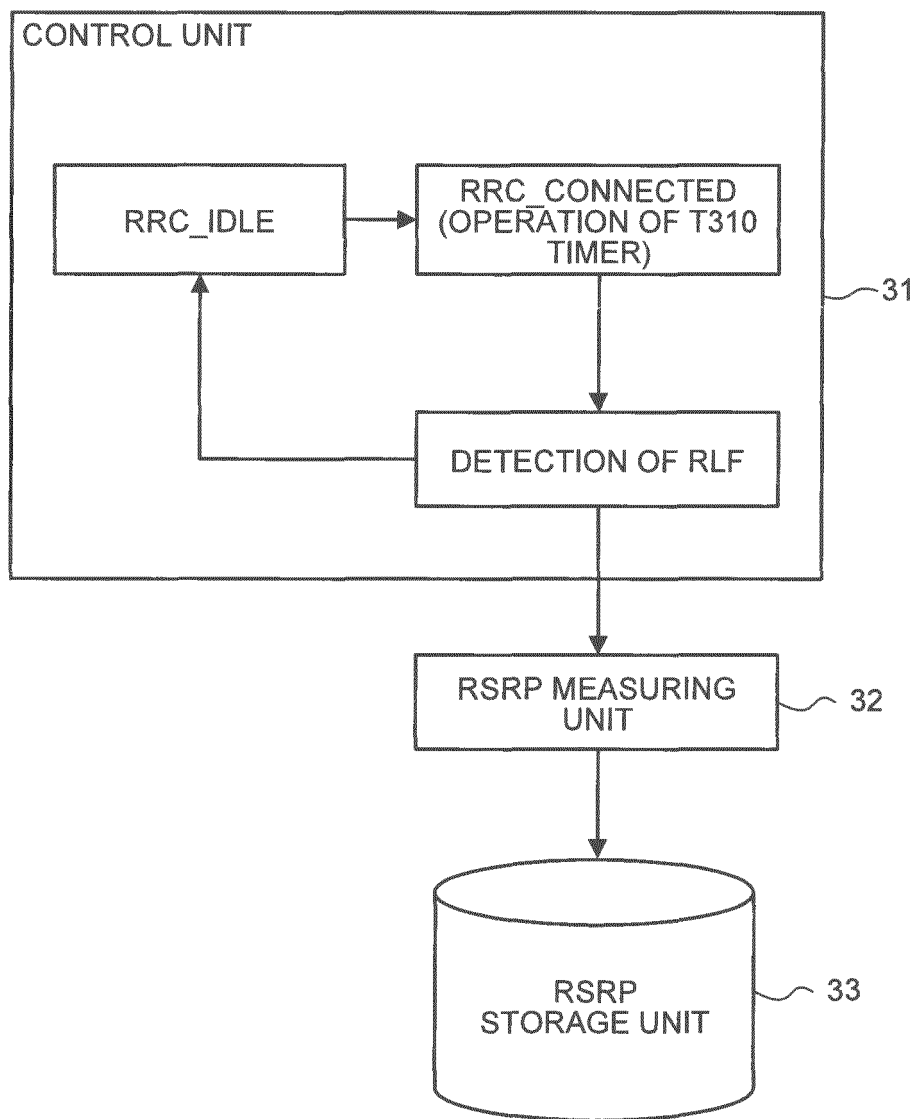 CONTROL UNIT
RRC_IDLE
RRC_CONNECTED
(OPERATION OF T310
TIMER)
31
DETECTION OF RLF
RSRP MEASURING
UNIT
32
RSRP
STORAGE UNIT
33